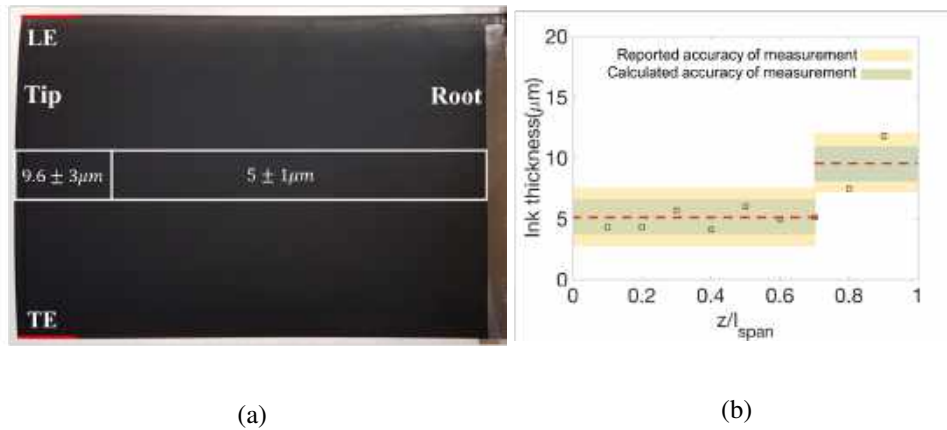 LE
Tip
Root
9.6 ± 3μm
5 ± 1μm
TE
20
15
10
5
0
Ink thickness(μm)
Reported accuracy of measurement
Calculated accuracy of measurement
0
0.2
0.4
0.6
0.8
1
z/l_span
(a)
(b)